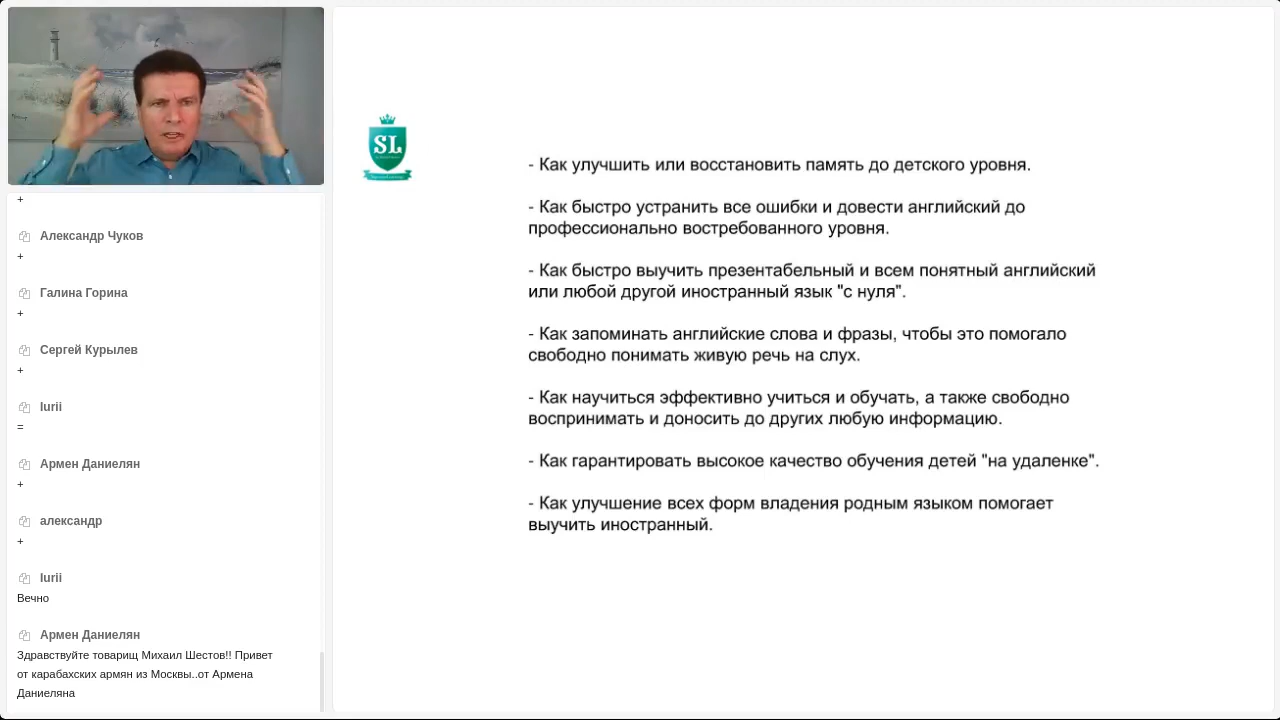 +
Александр Чуков
+
Галина Горина
+
Сергей Курылев
+
Iurii
=
Армен Даниелян
+
александр
+
Iurii
Вечно
Армен Даниелян
Здравствуйте товарищ Михаил Шестов!! Привет
от карабахских армян из Москвы..от Армена
Даниеляна
SL
- Как улучшить или восстановить память до детского уровня.
- Как быстро устранить все ошибки и довести английский до
профессионально востребованного уровня.
- Как быстро выучить презентабельный и всем понятный английский
или любой другой иностранный язык "с нуля".
- Как запоминать английские слова и фразы, чтобы это помогало
свободно понимать живую речь на слух.
- Как научиться эффективно учиться и обучать, а также свободно
воспринимать и доносить до других любую информацию.
- Как гарантировать высокое качество обучения детей "на удаленке".
- Как улучшение всех форм владения родным языком помогает
выучить иностранный.